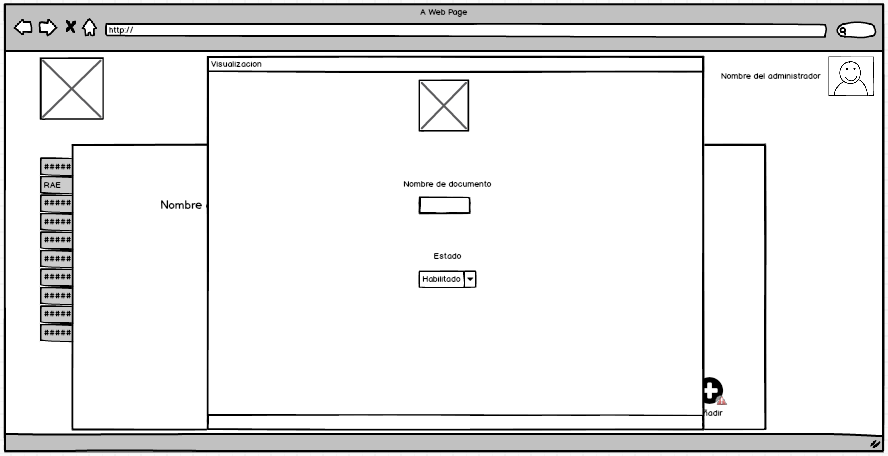 A Web Page
http://
Visualizacion
Nombre del administrador
#####
RAE
#####
#####
#####
#####
#####
#####
#####
#####
Nombre
Nombre de documento
Estado
Habilitado
ñadir